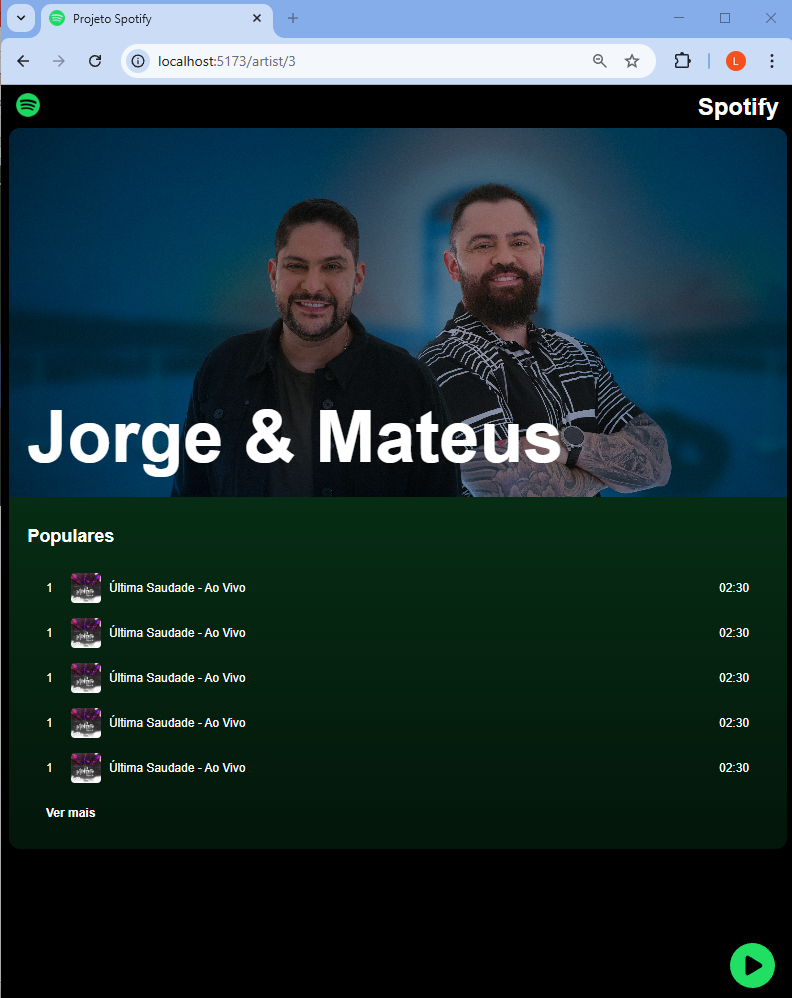 Projeto Spotify
localhost:5173/artist/3
L
Spotify
Jorge & Mateus
Populares
1 Última Saudade - Ao Vivo 02:30
1 Última Saudade - Ao Vivo 02:30
1 Última Saudade - Ao Vivo 02:30
1 Última Saudade - Ao Vivo 02:30
1 Última Saudade - Ao Vivo 02:30
Ver mais